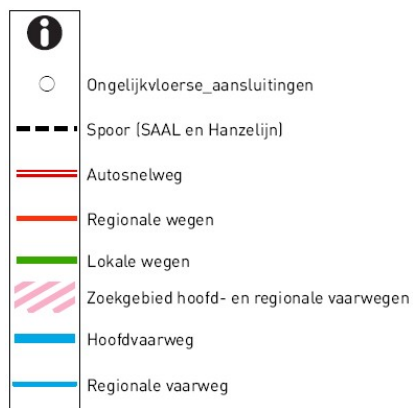 i
Ongelijkvloerse_aansluitingen
Spoor (SAAL en Hanzelijn)
Autosnelweg
Regionale wegen
Lokale wegen
Zoekgebied hoofd- en regionale vaarwegen
Hoofdvaarweg
Regionale vaarweg